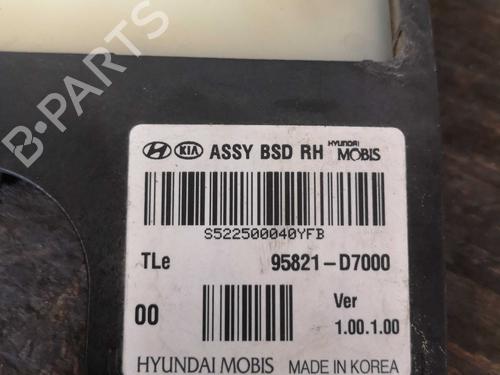 B-PARTS
KIA ASSY BSD RH HYUNDAI MOBIS
S522500040YFB
TLe 95821-D7000
00 Ver
1.00.1.00
HYUNDAI MOBIS MADE IN KOREA